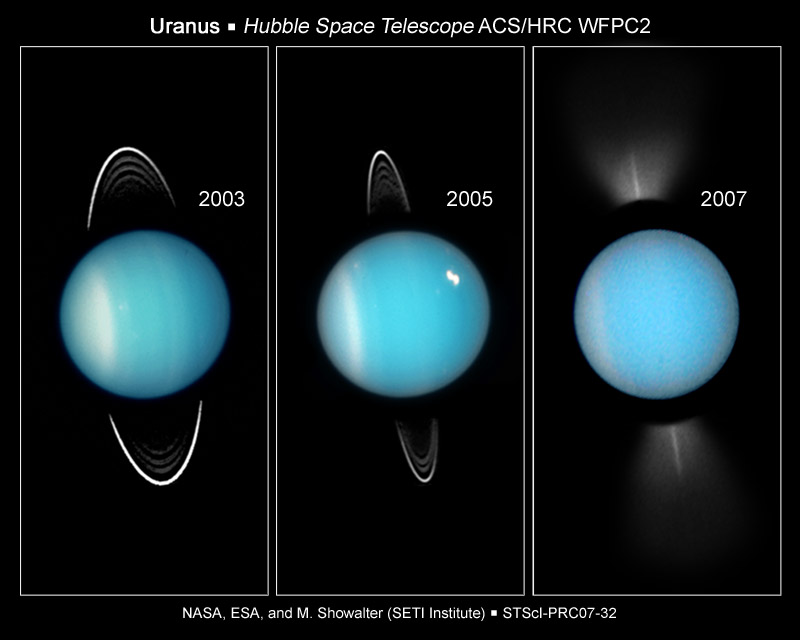 Uranus ▪ Hubble Space Telescope ACS/HRC WFPC2
2003
2005
2007
NASA, ESA, and M. Showalter (SETI Institute) ▪ STScI-PRC07-32